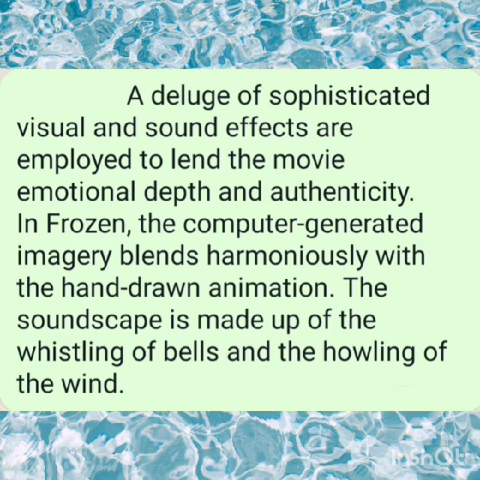 A deluge of sophisticated
visual and sound effects are
employed to lend the movie
emotional depth and authenticity.
In Frozen, the computer-generated
imagery blends harmoniously with
the hand-drawn animation. The
soundscape is made up of the
whistling of bells and the howling of
the wind.